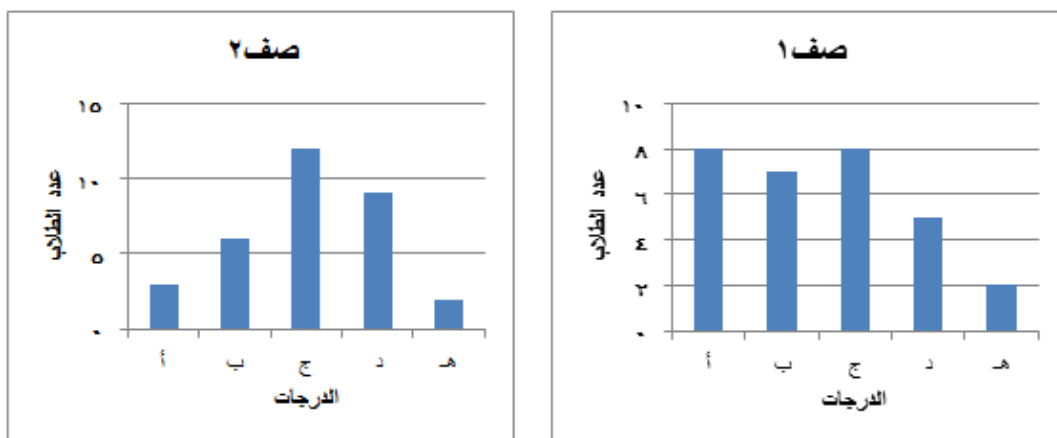 صف١
١٠
٨
٦
٤
٢
٠
عدد الطلاب
أ ب ج د هـ
الدرجات
صف٢
١٥
١٠
٥
٠
عدد الطلاب
أ ب ج د هـ
الدرجات